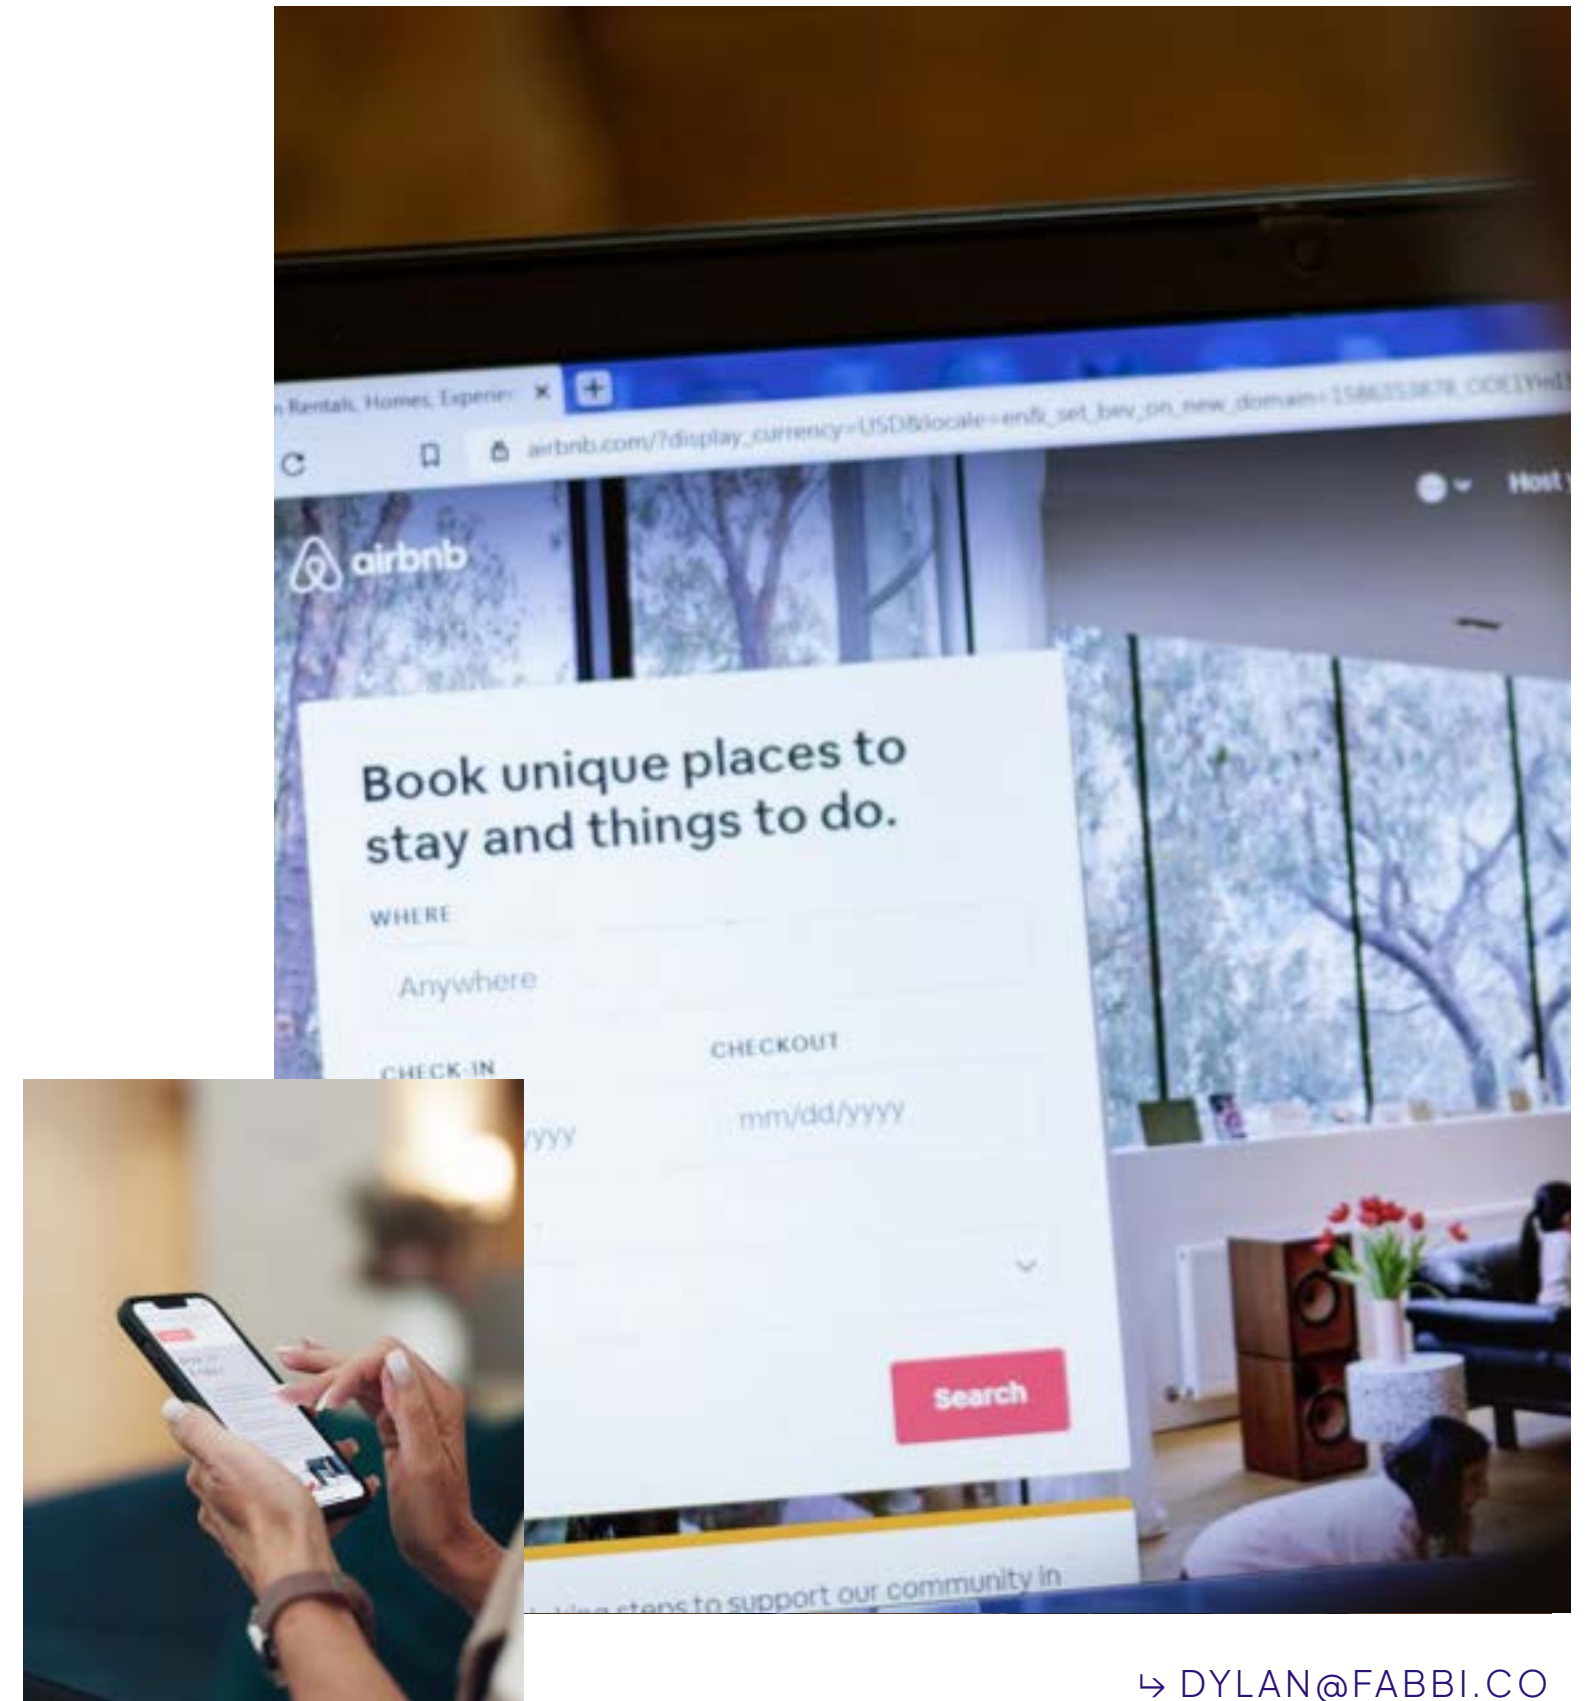 n Rentals, Homes, Experien
airbnb.com/?display_currency=USD&locale=en&_set_bev_on_new_domain=
Host y
airbnb
Book unique places to
stay and things to do.
WHERE
Anywhere
CHECK-IN
CHECKOUT
yyyy
mm/dd/yyyy
Search
steps to support our community in
↳ DYLAN@FABBI.CO